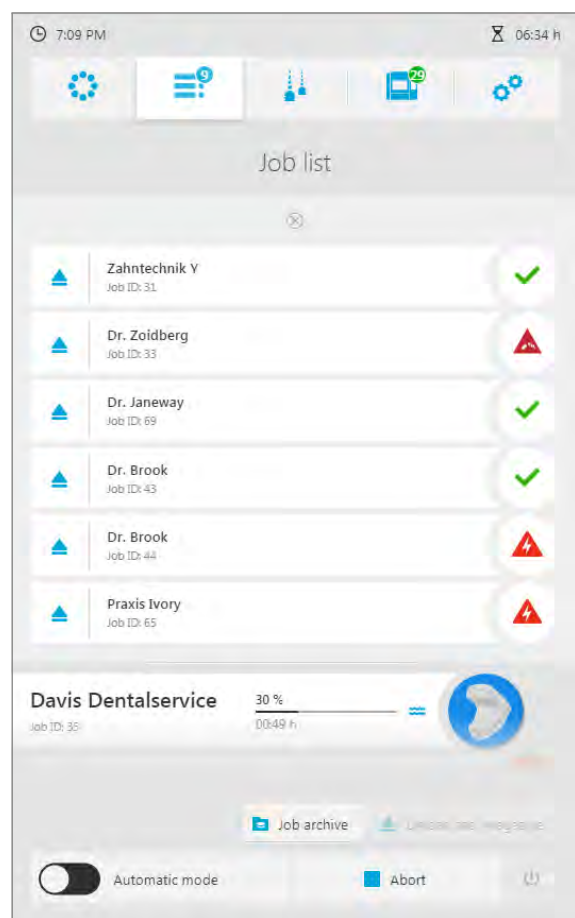 7:09 PM
06:34 h
9
29
Job list
Zahntechnik Y
Job ID: 31
Dr. Zoidberg
Job ID: 33
Dr. Janeway
Job ID: 69
Dr. Brook
Job ID: 43
Dr. Brook
Job ID: 44
Praxis Ivory
Job ID: 65
Davis Dentalservice
Job ID: 35
30 %
00:49 h
Job archive
Automatic mode
Abort